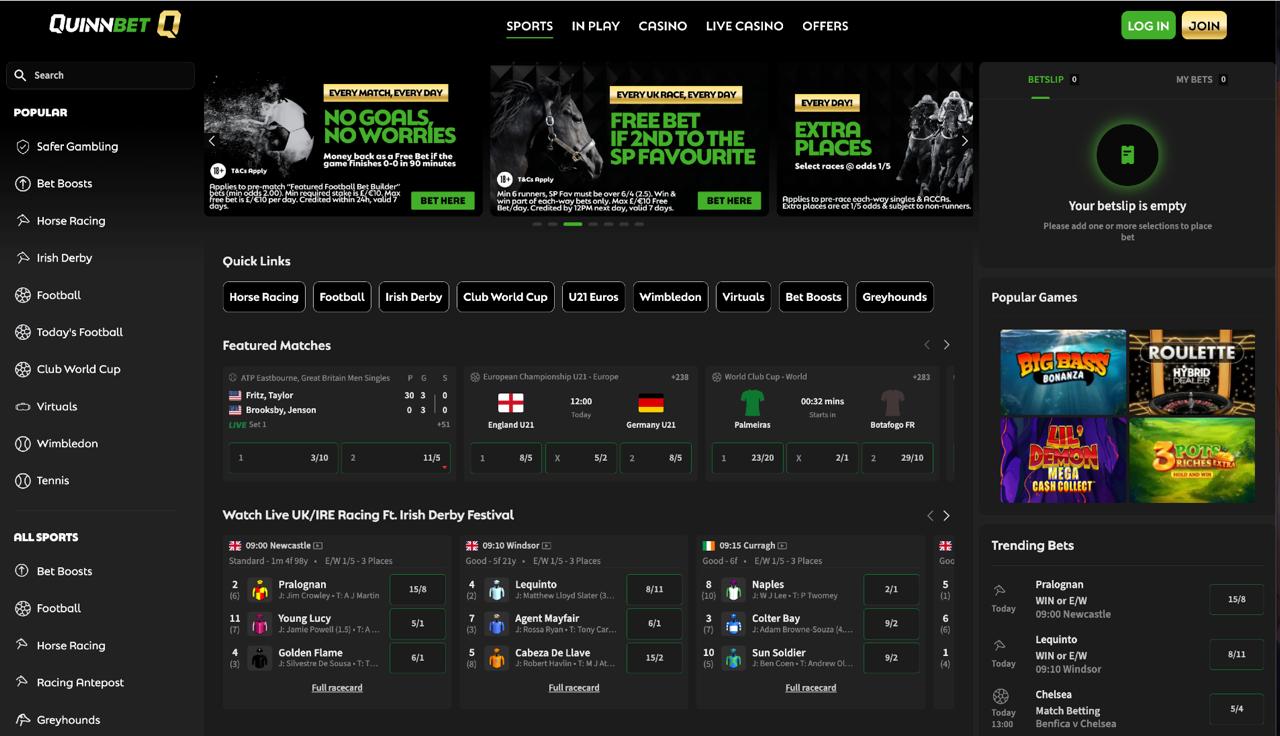 QUINNBET Q
SPORTS
IN PLAY
CASINO
LIVE CASINO
OFFERS
LOG IN
JOIN
Search
POPULAR
Safer Gambling
Bet Boosts
Horse Racing
Irish Derby
Football
Today's Football
Club World Cup
Virtuals
Wimbledon
Tennis
ALL SPORTS
Bet Boosts
Football
Horse Racing
Racing Antepost
Greyhounds
EVERY MATCH, EVERY DAY
NO GOALS,
NO WORRIES
Money back as a Free Bet if the
game finishes 0-0 in 90 minutes
18+ T&Cs Apply
Applies to pre-match "Featured Football Bet Builder"
bets (min odds 2.00). Min required stake is £/€10. Max
free bet is £/€10 per day. Credited within 24h, valid 7
days.
BET HERE
EVERY UK RACE, EVERY DAY
FREE BET
IF 2ND TO THE
SP FAVOURITE
18+ T&Cs Apply
Min 6 runners, SP Fav must be over 6/4 (2.5). Win &
win part of each-way bets only. Max £/€10 Free
Bet/day. Credited by 12PM next day, valid 7 days.
BET HERE
EVERY DAY!
EXTRA
PLACES
Select races @ odds 1/5
Applies to pre-race each-way singles & ACCAs.
Extra places are at 1/5 odds & subject to non-runners.
Quick Links
Horse Racing
Football
Irish Derby
Club World Cup
U21 Euros
Wimbledon
Virtuals
Bet Boosts
Greyhounds
Featured Matches
ATP Eastbourne, Great Britain Men Singles P G S
Fritz, Taylor 30 3 0
Brooksby, Jenson 0 3 0
LIVE Set 1 +51
1 3/10 2 11/5
European Championship U21 - Europe +238
12:00
Today
England U21 Germany U21
1 8/5 X 5/2 2 8/5
World Club Cup - World +283
00:32 mins
Starts in
Palmeiras Botafogo FR
1 23/20 X 2/1 2 29/10
Watch Live UK/IRE Racing Ft. Irish Derby Festival
09:00 Newcastle
Standard - 1m 4f 98y • E/W 1/5 - 3 Places
2 Pralognan 15/8
(6) J: Jim Crowley • T: A J Martin
11 Young Lucy 5/1
(7) J: Jamie Powell (1.5) • T: A ...
4 Golden Flame 6/1
(3) J: Silvestre De Sousa • T: T...
Full racecard
09:10 Windsor
Good - 5f 21y • E/W 1/5 - 3 Places
4 Lequinto 8/11
(2) J: Matthew Lloyd Slater (3...
7 Agent Mayfair 6/1
(3) J: Rossa Ryan • T: Tony Car...
5 Cabeza De Llave 15/2
(8) J: Robert Havlin • T: M J At...
Full racecard
09:15 Curragh
Good - 6f • E/W 1/5 - 3 Places
8 Naples 2/1
(10) J: W J Lee • T: P Twomey
3 Colter Bay 9/2
(7) J: Adam Browne-Souza (4....
10 Sun Soldier 9/2
(5) J: Ben Coen • T: Andrew Ol...
Full racecard
Goo
5
(1)
6
(6)
1
(4)
BETSLIP 0
MY BETS 0
Your betslip is empty
Please add one or more selections to place
bet
Popular Games
BIG BASS
BONANZA
ROULETTE
HYBRID
DEALER
LIL'
DEMON
MEGA
CASH COLLECT
3 POTS
RICHES EXTRA
HOLD AND WIN
Trending Bets
Pralognan
WIN or E/W 15/8
Today 09:00 Newcastle
Lequinto
WIN or E/W 8/11
Today 09:10 Windsor
Chelsea
Today Match Betting 5/4
13:00 Benfica v Chelsea